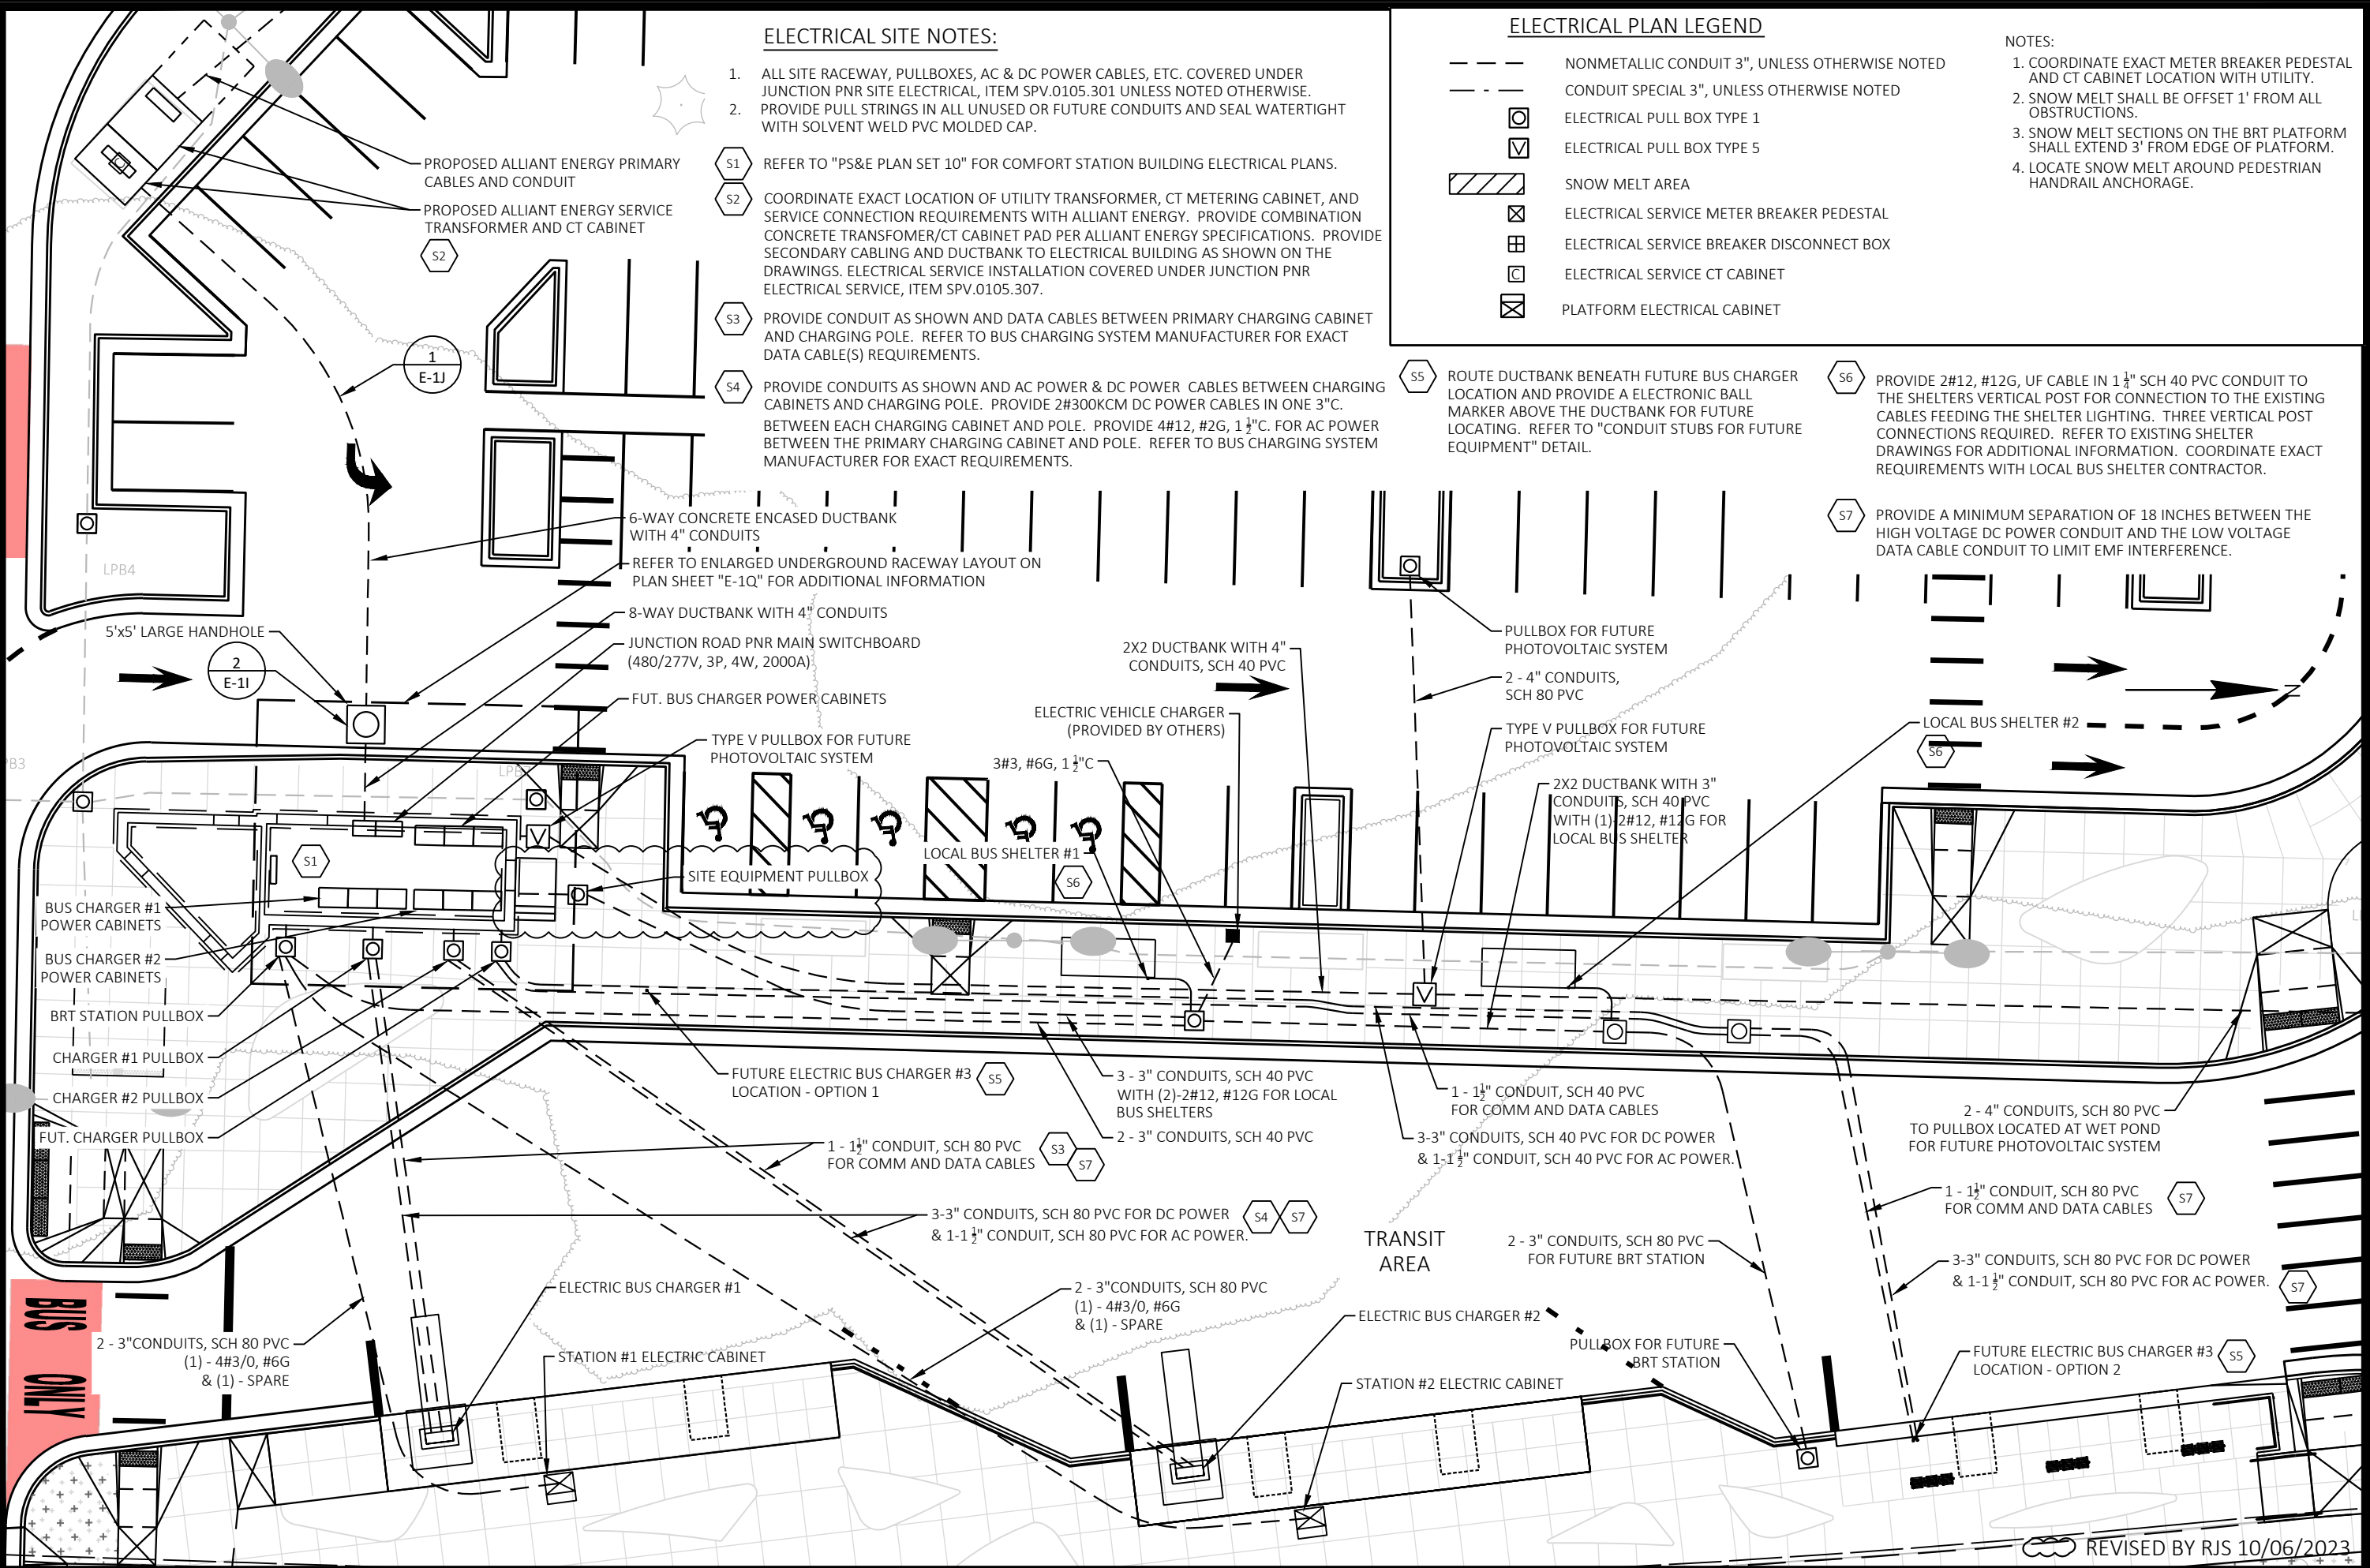 ELECTRICAL SITE NOTES:
1. ALL SITE RACEWAY, PULLBOXES, AC & DC POWER CABLES, ETC. COVERED UNDER
JUNCTION PNR SITE ELECTRICAL, ITEM SPV.0105.301 UNLESS NOTED OTHERWISE.
2. PROVIDE PULL STRINGS IN ALL UNUSED OR FUTURE CONDUITS AND SEAL WATERTIGHT
WITH SOLVENT WELD PVC MOLDED CAP.
S1 REFER TO "PS&E PLAN SET 10" FOR COMFORT STATION BUILDING ELECTRICAL PLANS.
S2 COORDINATE EXACT LOCATION OF UTILITY TRANSFORMER, CT METERING CABINET, AND
SERVICE CONNECTION REQUIREMENTS WITH ALLIANT ENERGY. PROVIDE COMBINATION
CONCRETE TRANSFOMER/CT CABINET PAD PER ALLIANT ENERGY SPECIFICATIONS. PROVIDE
SECONDARY CABLING AND DUCTBANK TO ELECTRICAL BUILDING AS SHOWN ON THE
DRAWINGS. ELECTRICAL SERVICE INSTALLATION COVERED UNDER JUNCTION PNR
ELECTRICAL SERVICE, ITEM SPV.0105.307.
S3 PROVIDE CONDUIT AS SHOWN AND DATA CABLES BETWEEN PRIMARY CHARGING CABINET
AND CHARGING POLE. REFER TO BUS CHARGING SYSTEM MANUFACTURER FOR EXACT
DATA CABLE(S) REQUIREMENTS.
S4 PROVIDE CONDUITS AS SHOWN AND AC POWER & DC POWER CABLES BETWEEN CHARGING
CABINETS AND CHARGING POLE. PROVIDE 2#300KCM DC POWER CABLES IN ONE 3"C.
BETWEEN EACH CHARGING CABINET AND POLE. PROVIDE 4#12, #2G, 1 1/2"C. FOR AC POWER
BETWEEN THE PRIMARY CHARGING CABINET AND POLE. REFER TO BUS CHARGING SYSTEM
MANUFACTURER FOR EXACT REQUIREMENTS.
ELECTRICAL PLAN LEGEND
NONMETALLIC CONDUIT 3", UNLESS OTHERWISE NOTED
CONDUIT SPECIAL 3", UNLESS OTHERWISE NOTED
ELECTRICAL PULL BOX TYPE 1
V ELECTRICAL PULL BOX TYPE 5
SNOW MELT AREA
ELECTRICAL SERVICE METER BREAKER PEDESTAL
ELECTRICAL SERVICE BREAKER DISCONNECT BOX
C ELECTRICAL SERVICE CT CABINET
PLATFORM ELECTRICAL CABINET
NOTES:
1. COORDINATE EXACT METER BREAKER PEDESTAL
AND CT CABINET LOCATION WITH UTILITY.
2. SNOW MELT SHALL BE OFFSET 1' FROM ALL
OBSTRUCTIONS.
3. SNOW MELT SECTIONS ON THE BRT PLATFORM
SHALL EXTEND 3' FROM EDGE OF PLATFORM.
4. LOCATE SNOW MELT AROUND PEDESTRIAN
HANDRAIL ANCHORAGE.
S5 ROUTE DUCTBANK BENEATH FUTURE BUS CHARGER
LOCATION AND PROVIDE A ELECTRONIC BALL
MARKER ABOVE THE DUCTBANK FOR FUTURE
LOCATING. REFER TO "CONDUIT STUBS FOR FUTURE
EQUIPMENT" DETAIL.
S6 PROVIDE 2#12, #12G, UF CABLE IN 1 1/4" SCH 40 PVC CONDUIT TO
THE SHELTERS VERTICAL POST FOR CONNECTION TO THE EXISTING
CABLES FEEDING THE SHELTER LIGHTING. THREE VERTICAL POST
CONNECTIONS REQUIRED. REFER TO EXISTING SHELTER
DRAWINGS FOR ADDITIONAL INFORMATION. COORDINATE EXACT
REQUIREMENTS WITH LOCAL BUS SHELTER CONTRACTOR.
S7 PROVIDE A MINIMUM SEPARATION OF 18 INCHES BETWEEN THE
HIGH VOLTAGE DC POWER CONDUIT AND THE LOW VOLTAGE
DATA CABLE CONDUIT TO LIMIT EMF INTERFERENCE.
PROPOSED ALLIANT ENERGY PRIMARY
CABLES AND CONDUIT
PROPOSED ALLIANT ENERGY SERVICE
TRANSFORMER AND CT CABINET
S2
1
E-1J
6-WAY CONCRETE ENCASED DUCTBANK
WITH 4" CONDUITS
REFER TO ENLARGED UNDERGROUND RACEWAY LAYOUT ON
PLAN SHEET "E-1Q" FOR ADDITIONAL INFORMATION
8-WAY DUCTBANK WITH 4" CONDUITS
JUNCTION ROAD PNR MAIN SWITCHBOARD
(480/277V, 3P, 4W, 2000A)
FUT. BUS CHARGER POWER CABINETS
TYPE V PULLBOX FOR FUTURE
PHOTOVOLTAIC SYSTEM
LPB4
5'x5' LARGE HANDHOLE
2
E-1I
PB3
V
S1
SITE EQUIPMENT PULLBOX
2X2 DUCTBANK WITH 4"
CONDUITS, SCH 40 PVC
ELECTRIC VEHICLE CHARGER
(PROVIDED BY OTHERS)
3#3, #6G, 1 1/2"C
LOCAL BUS SHELTER #1
S6
PULLBOX FOR FUTURE
PHOTOVOLTAIC SYSTEM
2 - 4" CONDUITS,
SCH 80 PVC
TYPE V PULLBOX FOR FUTURE
PHOTOVOLTAIC SYSTEM
2X2 DUCTBANK WITH 3"
CONDUITS, SCH 40 PVC
WITH (1)-2#12, #12G FOR
LOCAL BUS SHELTER
LOCAL BUS SHELTER #2
S6
V
BUS CHARGER #1
POWER CABINETS
BUS CHARGER #2
POWER CABINETS
BRT STATION PULLBOX
CHARGER #1 PULLBOX
CHARGER #2 PULLBOX
FUT. CHARGER PULLBOX
FUTURE ELECTRIC BUS CHARGER #3
LOCATION - OPTION 1
S5
3 - 3" CONDUITS, SCH 40 PVC
WITH (2)-2#12, #12G FOR LOCAL
BUS SHELTERS
2 - 3" CONDUITS, SCH 40 PVC
1 - 1 1/2" CONDUIT, SCH 40 PVC
FOR COMM AND DATA CABLES
3-3" CONDUITS, SCH 40 PVC FOR DC POWER
& 1-1 1/2" CONDUIT, SCH 40 PVC FOR AC POWER.
2 - 4" CONDUITS, SCH 80 PVC
TO PULLBOX LOCATED AT WET POND
FOR FUTURE PHOTOVOLTAIC SYSTEM
1 - 1 1/2" CONDUIT, SCH 80 PVC
FOR COMM AND DATA CABLES
S3
S7
3-3" CONDUITS, SCH 80 PVC FOR DC POWER
& 1-1 1/2" CONDUIT, SCH 80 PVC FOR AC POWER.
S4
S7
TRANSIT
AREA
2 - 3" CONDUITS, SCH 80 PVC
FOR FUTURE BRT STATION
1 - 1 1/2" CONDUIT, SCH 80 PVC
FOR COMM AND DATA CABLES
S7
3-3" CONDUITS, SCH 80 PVC FOR DC POWER
& 1-1 1/2" CONDUIT, SCH 80 PVC FOR AC POWER.
S7
ELECTRIC BUS CHARGER #1
2 - 3"CONDUITS, SCH 80 PVC
(1) - 4#3/0, #6G
& (1) - SPARE
ELECTRIC BUS CHARGER #2
PULLBOX FOR FUTURE
BRT STATION
FUTURE ELECTRIC BUS CHARGER #3
LOCATION - OPTION 2
S5
BUS ONLY
2 - 3"CONDUITS, SCH 80 PVC
(1) - 4#3/0, #6G
& (1) - SPARE
STATION #1 ELECTRIC CABINET
STATION #2 ELECTRIC CABINET
REVISED BY RJS 10/06/2023